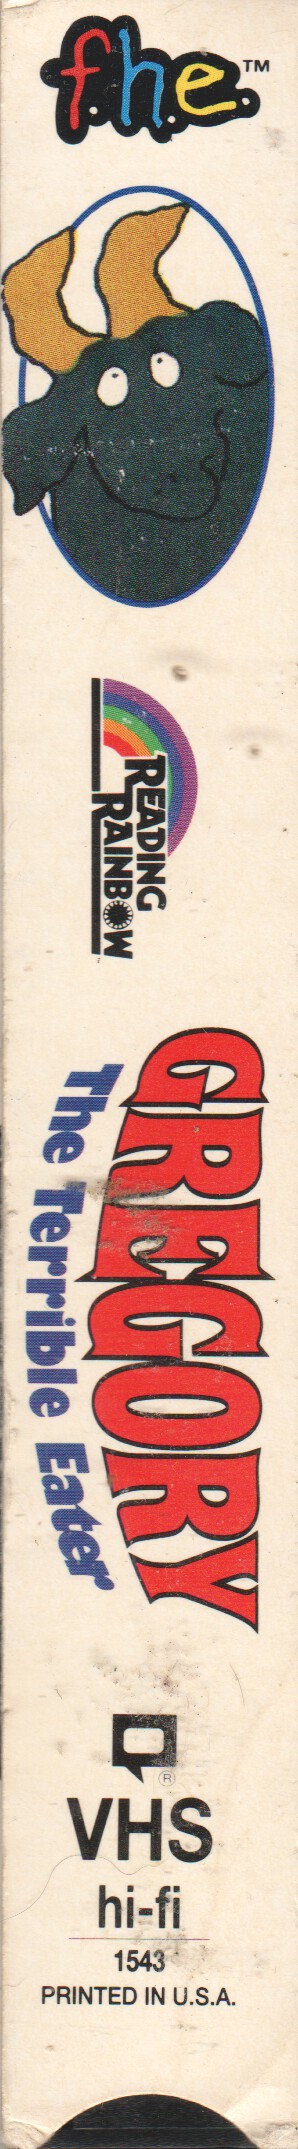 f.h.e.™
READING
RAINBOW
GREGORY
The Terrible Eater
®
VHS
hi-fi
1543
PRINTED IN U.S.A.